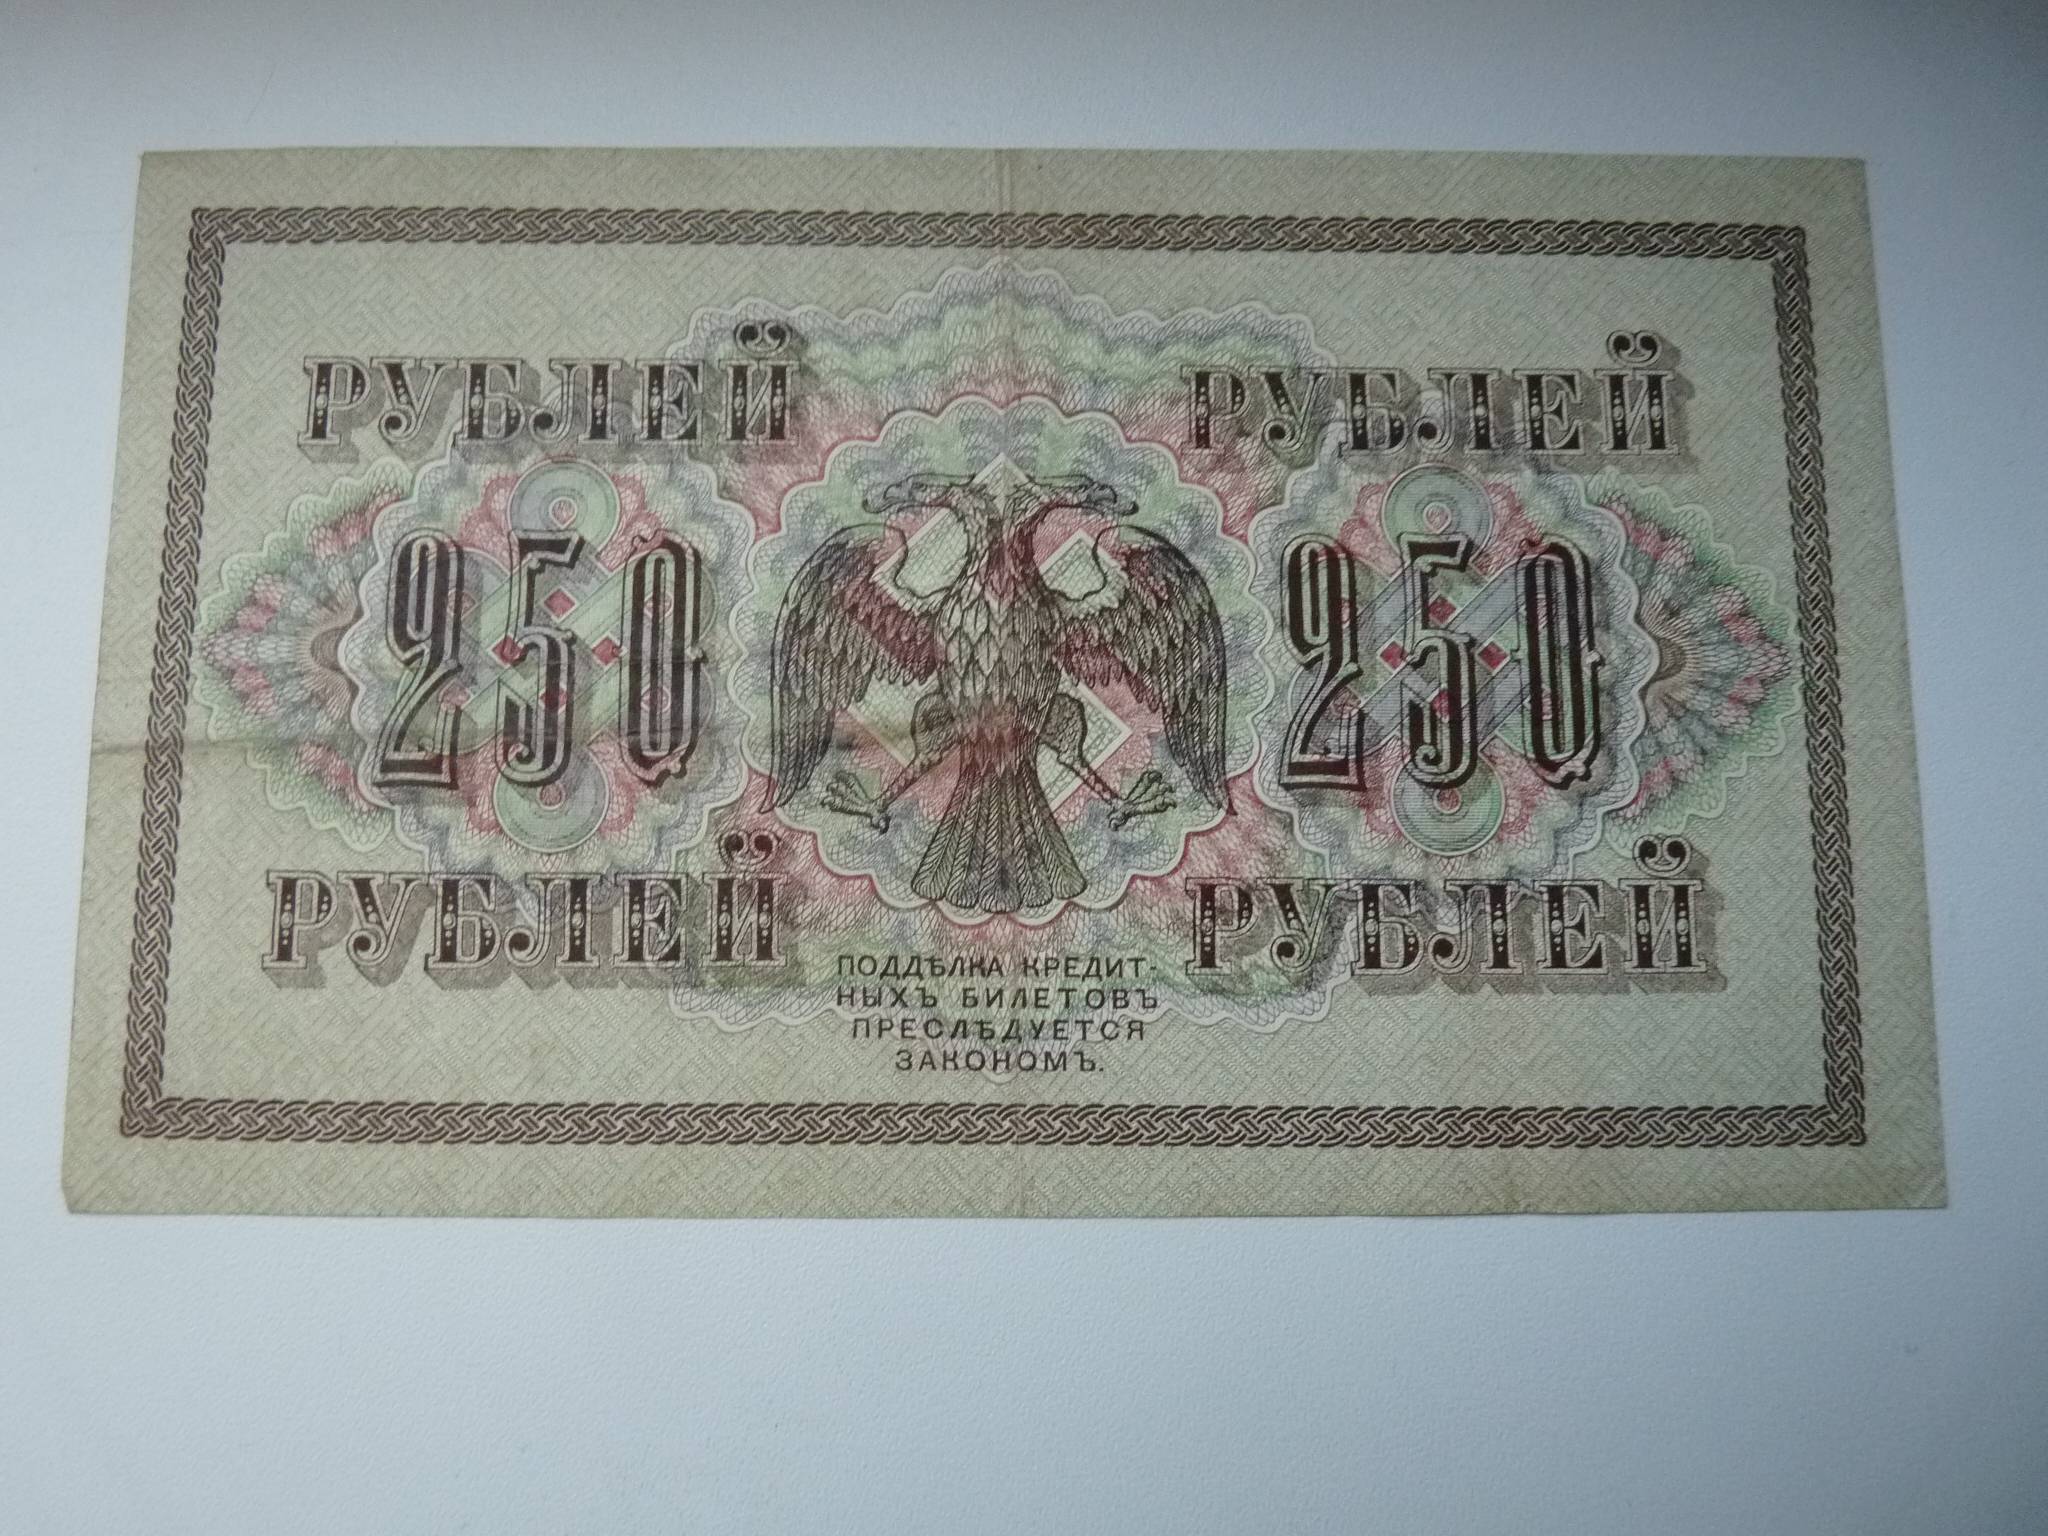 РУБЛЕЙ РУБЛЕЙ
250 250
РУБЛЕЙ РУБЛЕЙ
ПОДДѢЛКА КРЕДИТ-
НЫХЪ БИЛЕТОВЪ
ПРЕСЛѢДУЕТСЯ
ЗАКОНОМЪ.